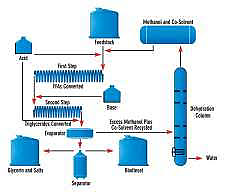 Methanol and Co-Solvent
Feedstock
Acid
First Step
FFAs Converted
Base
Second Step
Diglycerides Converted
Evaporator
Excess Methanol Plus
Co-Solvent Recycled
Dehydration
Column
Water
Glycerin and Salts
Separator
Biodiesel